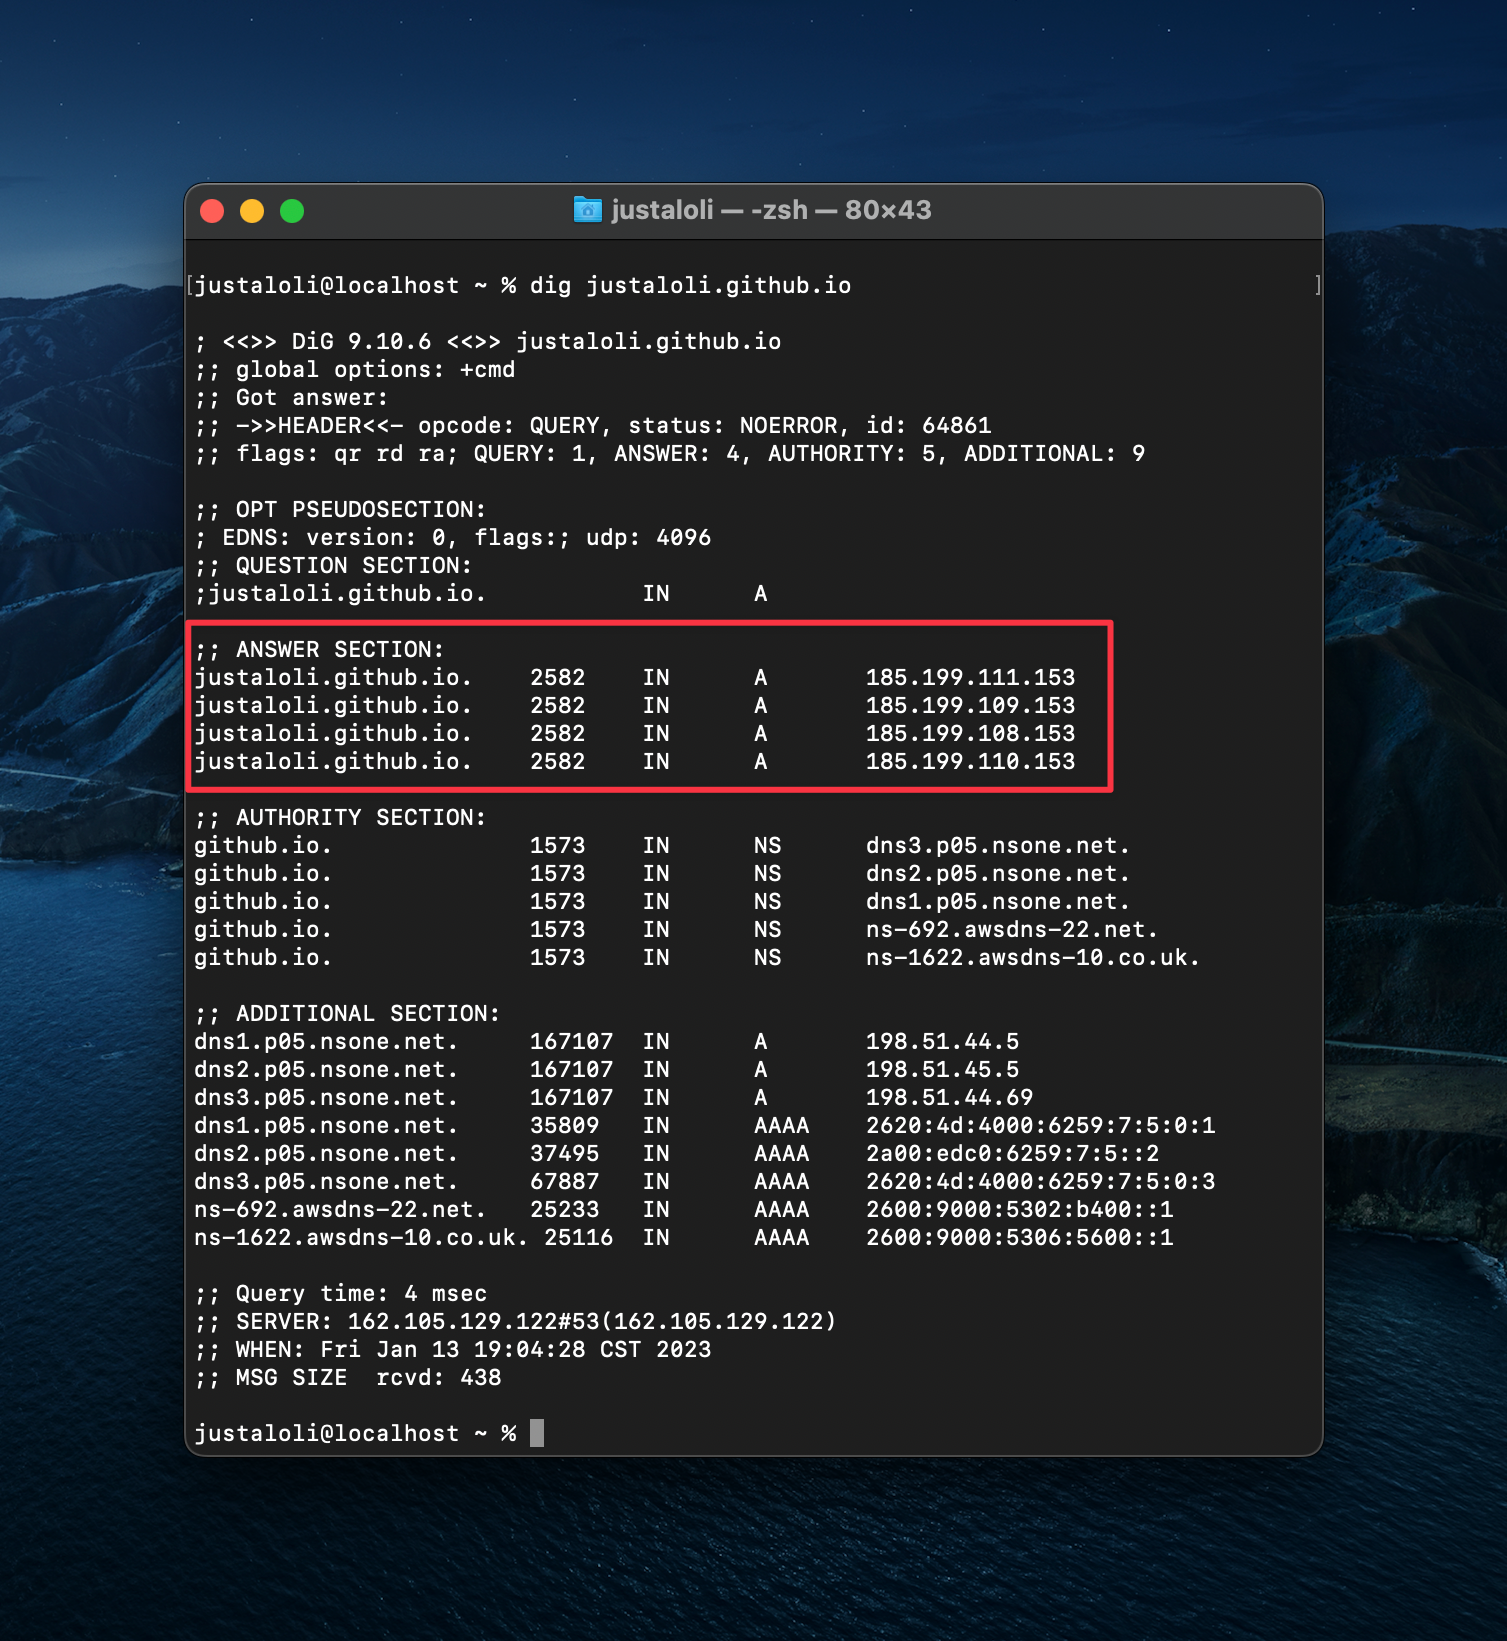 justaloli — -zsh — 80×43
[justaloli@localhost ~ % dig justaloli.github.io ]
; <<>> DiG 9.10.6 <<>> justaloli.github.io
;; global options: +cmd
;; Got answer:
;; ->>HEADER<<- opcode: QUERY, status: NOERROR, id: 64861
;; flags: qr rd ra; QUERY: 1, ANSWER: 4, AUTHORITY: 5, ADDITIONAL: 9
;; OPT PSEUDOSECTION:
; EDNS: version: 0, flags:; udp: 4096
;; QUESTION SECTION:
;justaloli.github.io. IN A
;; ANSWER SECTION:
justaloli.github.io. 2582 IN A 185.199.111.153
justaloli.github.io. 2582 IN A 185.199.109.153
justaloli.github.io. 2582 IN A 185.199.108.153
justaloli.github.io. 2582 IN A 185.199.110.153
;; AUTHORITY SECTION:
github.io. 1573 IN NS dns3.p05.nsone.net.
github.io. 1573 IN NS dns2.p05.nsone.net.
github.io. 1573 IN NS dns1.p05.nsone.net.
github.io. 1573 IN NS ns-692.awsdns-22.net.
github.io. 1573 IN NS ns-1622.awsdns-10.co.uk.
;; ADDITIONAL SECTION:
dns1.p05.nsone.net. 167107 IN A 198.51.44.5
dns2.p05.nsone.net. 167107 IN A 198.51.45.5
dns3.p05.nsone.net. 167107 IN A 198.51.44.69
dns1.p05.nsone.net. 35809 IN AAAA 2620:4d:4000:6259:7:5:0:1
dns2.p05.nsone.net. 37495 IN AAAA 2a00:edc0:6259:7:5::2
dns3.p05.nsone.net. 67887 IN AAAA 2620:4d:4000:6259:7:5:0:3
ns-692.awsdns-22.net. 25233 IN AAAA 2600:9000:5302:b400::1
ns-1622.awsdns-10.co.uk. 25116 IN AAAA 2600:9000:5306:5600::1
;; Query time: 4 msec
;; SERVER: 162.105.129.122#53(162.105.129.122)
;; WHEN: Fri Jan 13 19:04:28 CST 2023
;; MSG SIZE  rcvd: 438
justaloli@localhost ~ %